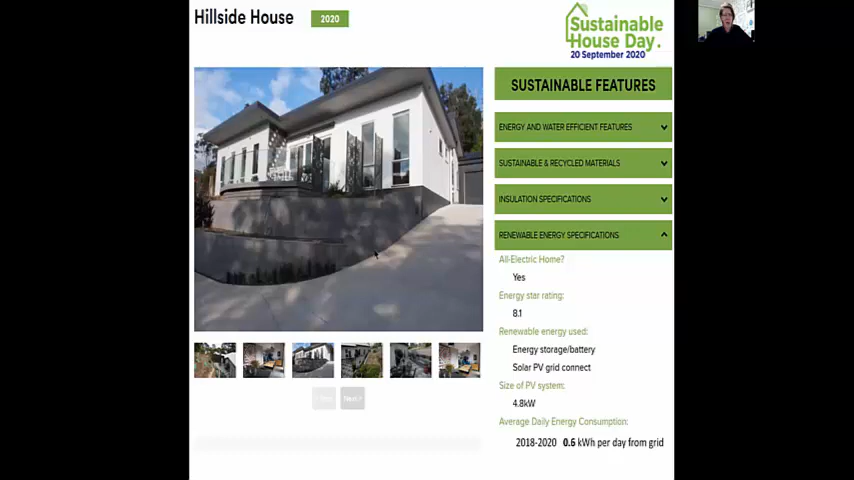 Hillside House
2020
Sustainable
House Day.
20 September 2020
SUSTAINABLE FEATURES
ENERGY AND WATER EFFICIENT FEATURES
SUSTAINABLE & RECYCLED MATERIALS
INSULATION SPECIFICATIONS
RENEWABLE ENERGY SPECIFICATIONS
All-Electric Home?
Yes
Energy star rating:
8.1
Renewable energy used:
Energy storage/battery
Solar PV grid connect
Size of PV system:
4.8kW
Average Daily Energy Consumption:
2018-2020 0.6 kWh per day from grid
Next >